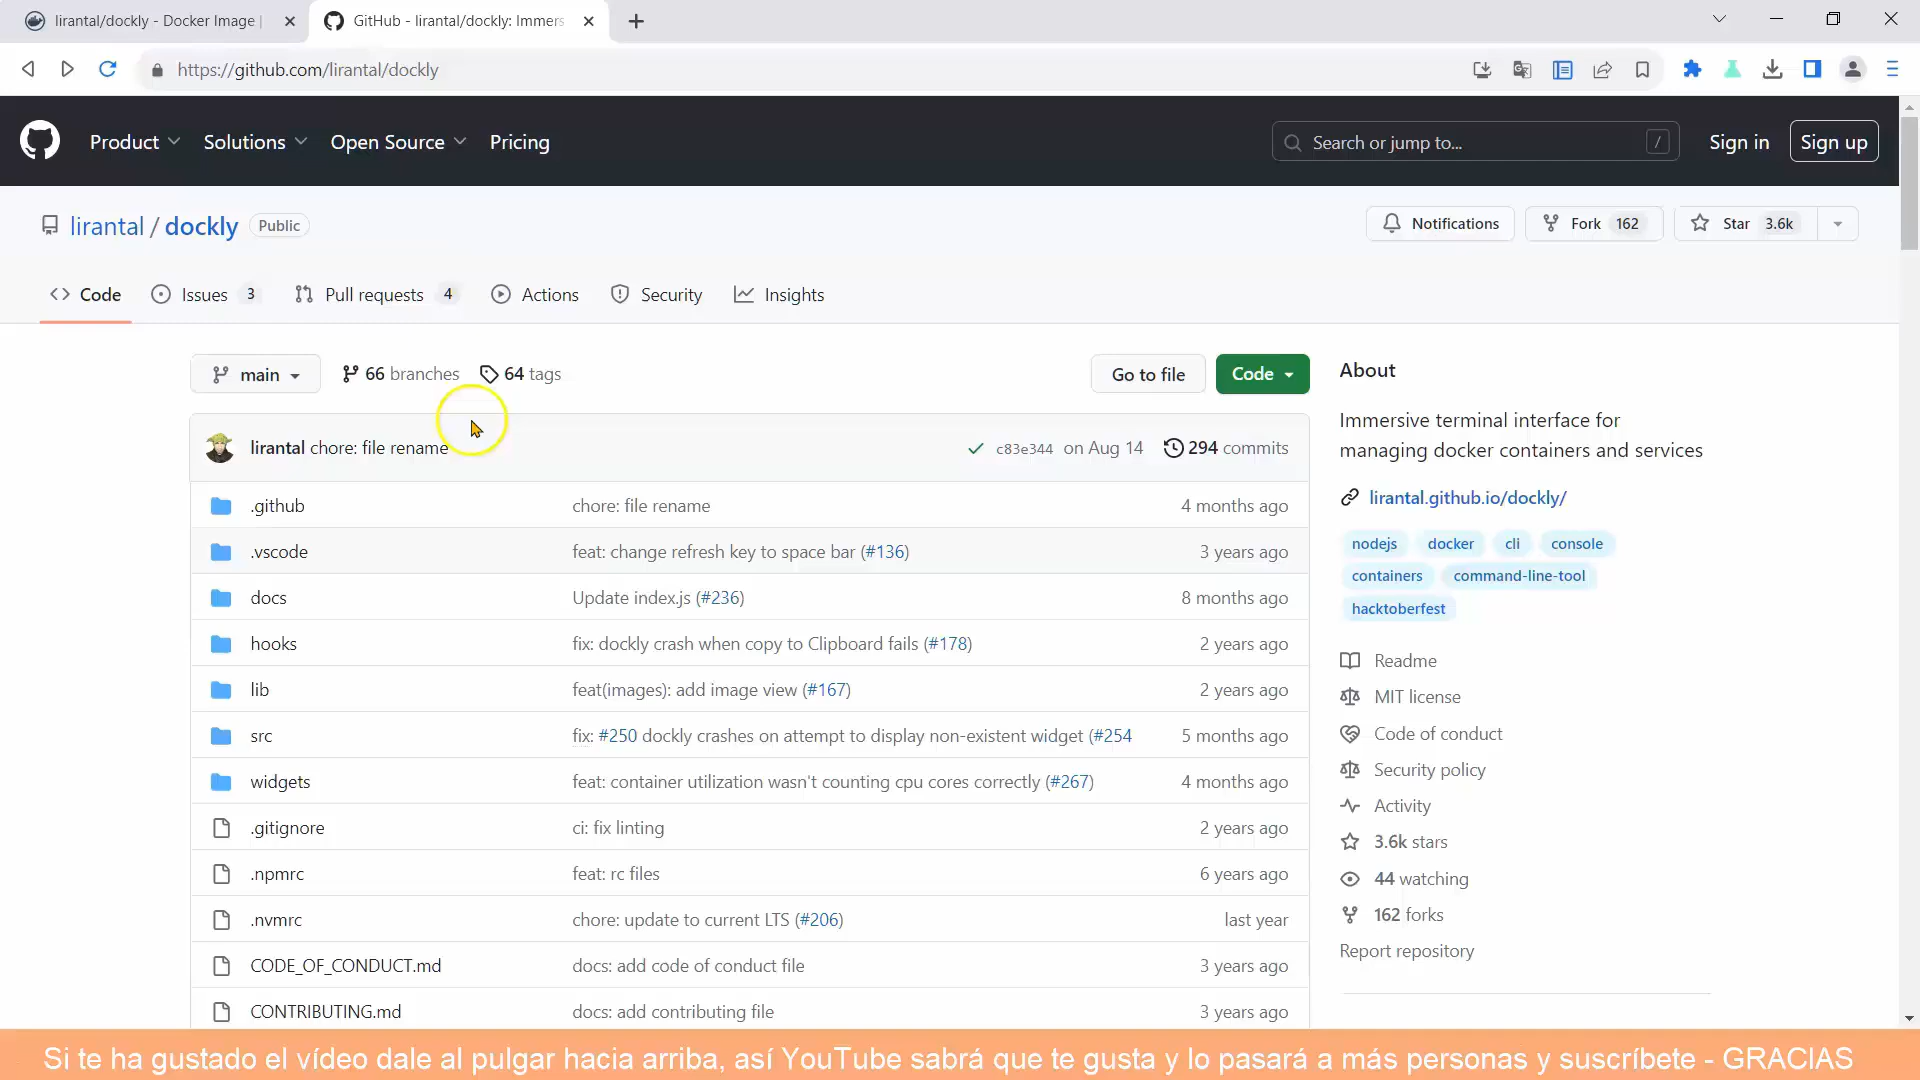 lirantal/dockly - Docker Image |
GitHub - lirantal/dockly: Immers
https://github.com/lirantal/dockly
Product Solutions Open Source Pricing
Search or jump to... /
Sign in Sign up
lirantal / dockly Public
Notifications Fork 162 Star 3.6k
Code Issues 3 Pull requests 4 Actions Security Insights
main 66 branches 64 tags
Go to file Code
lirantal chore: file rename c83e344 on Aug 14 294 commits
.github chore: file rename 4 months ago
.vscode feat: change refresh key to space bar (#136) 3 years ago
docs Update index.js (#236) 8 months ago
hooks fix: dockly crash when copy to Clipboard fails (#178) 2 years ago
lib feat(images): add image view (#167) 2 years ago
src fix: #250 dockly crashes on attempt to display non-existent widget (#254 5 months ago
widgets feat: container utilization wasn't counting cpu cores correctly (#267) 4 months ago
.gitignore ci: fix linting 2 years ago
.npmrc feat: rc files 6 years ago
.nvmrc chore: update to current LTS (#206) last year
CODE_OF_CONDUCT.md docs: add code of conduct file 3 years ago
CONTRIBUTING.md docs: add contributing file 3 years ago
About
Immersive terminal interface for
managing docker containers and services
lirantal.github.io/dockly/
nodejs docker cli console
containers command-line-tool
hacktoberfest
Readme
MIT license
Code of conduct
Security policy
Activity
3.6k stars
44 watching
162 forks
Report repository
Si te ha gustado el vídeo dale al pulgar hacia arriba, así YouTube sabrá que te gusta y lo pasará a más personas y suscríbete - GRACIAS